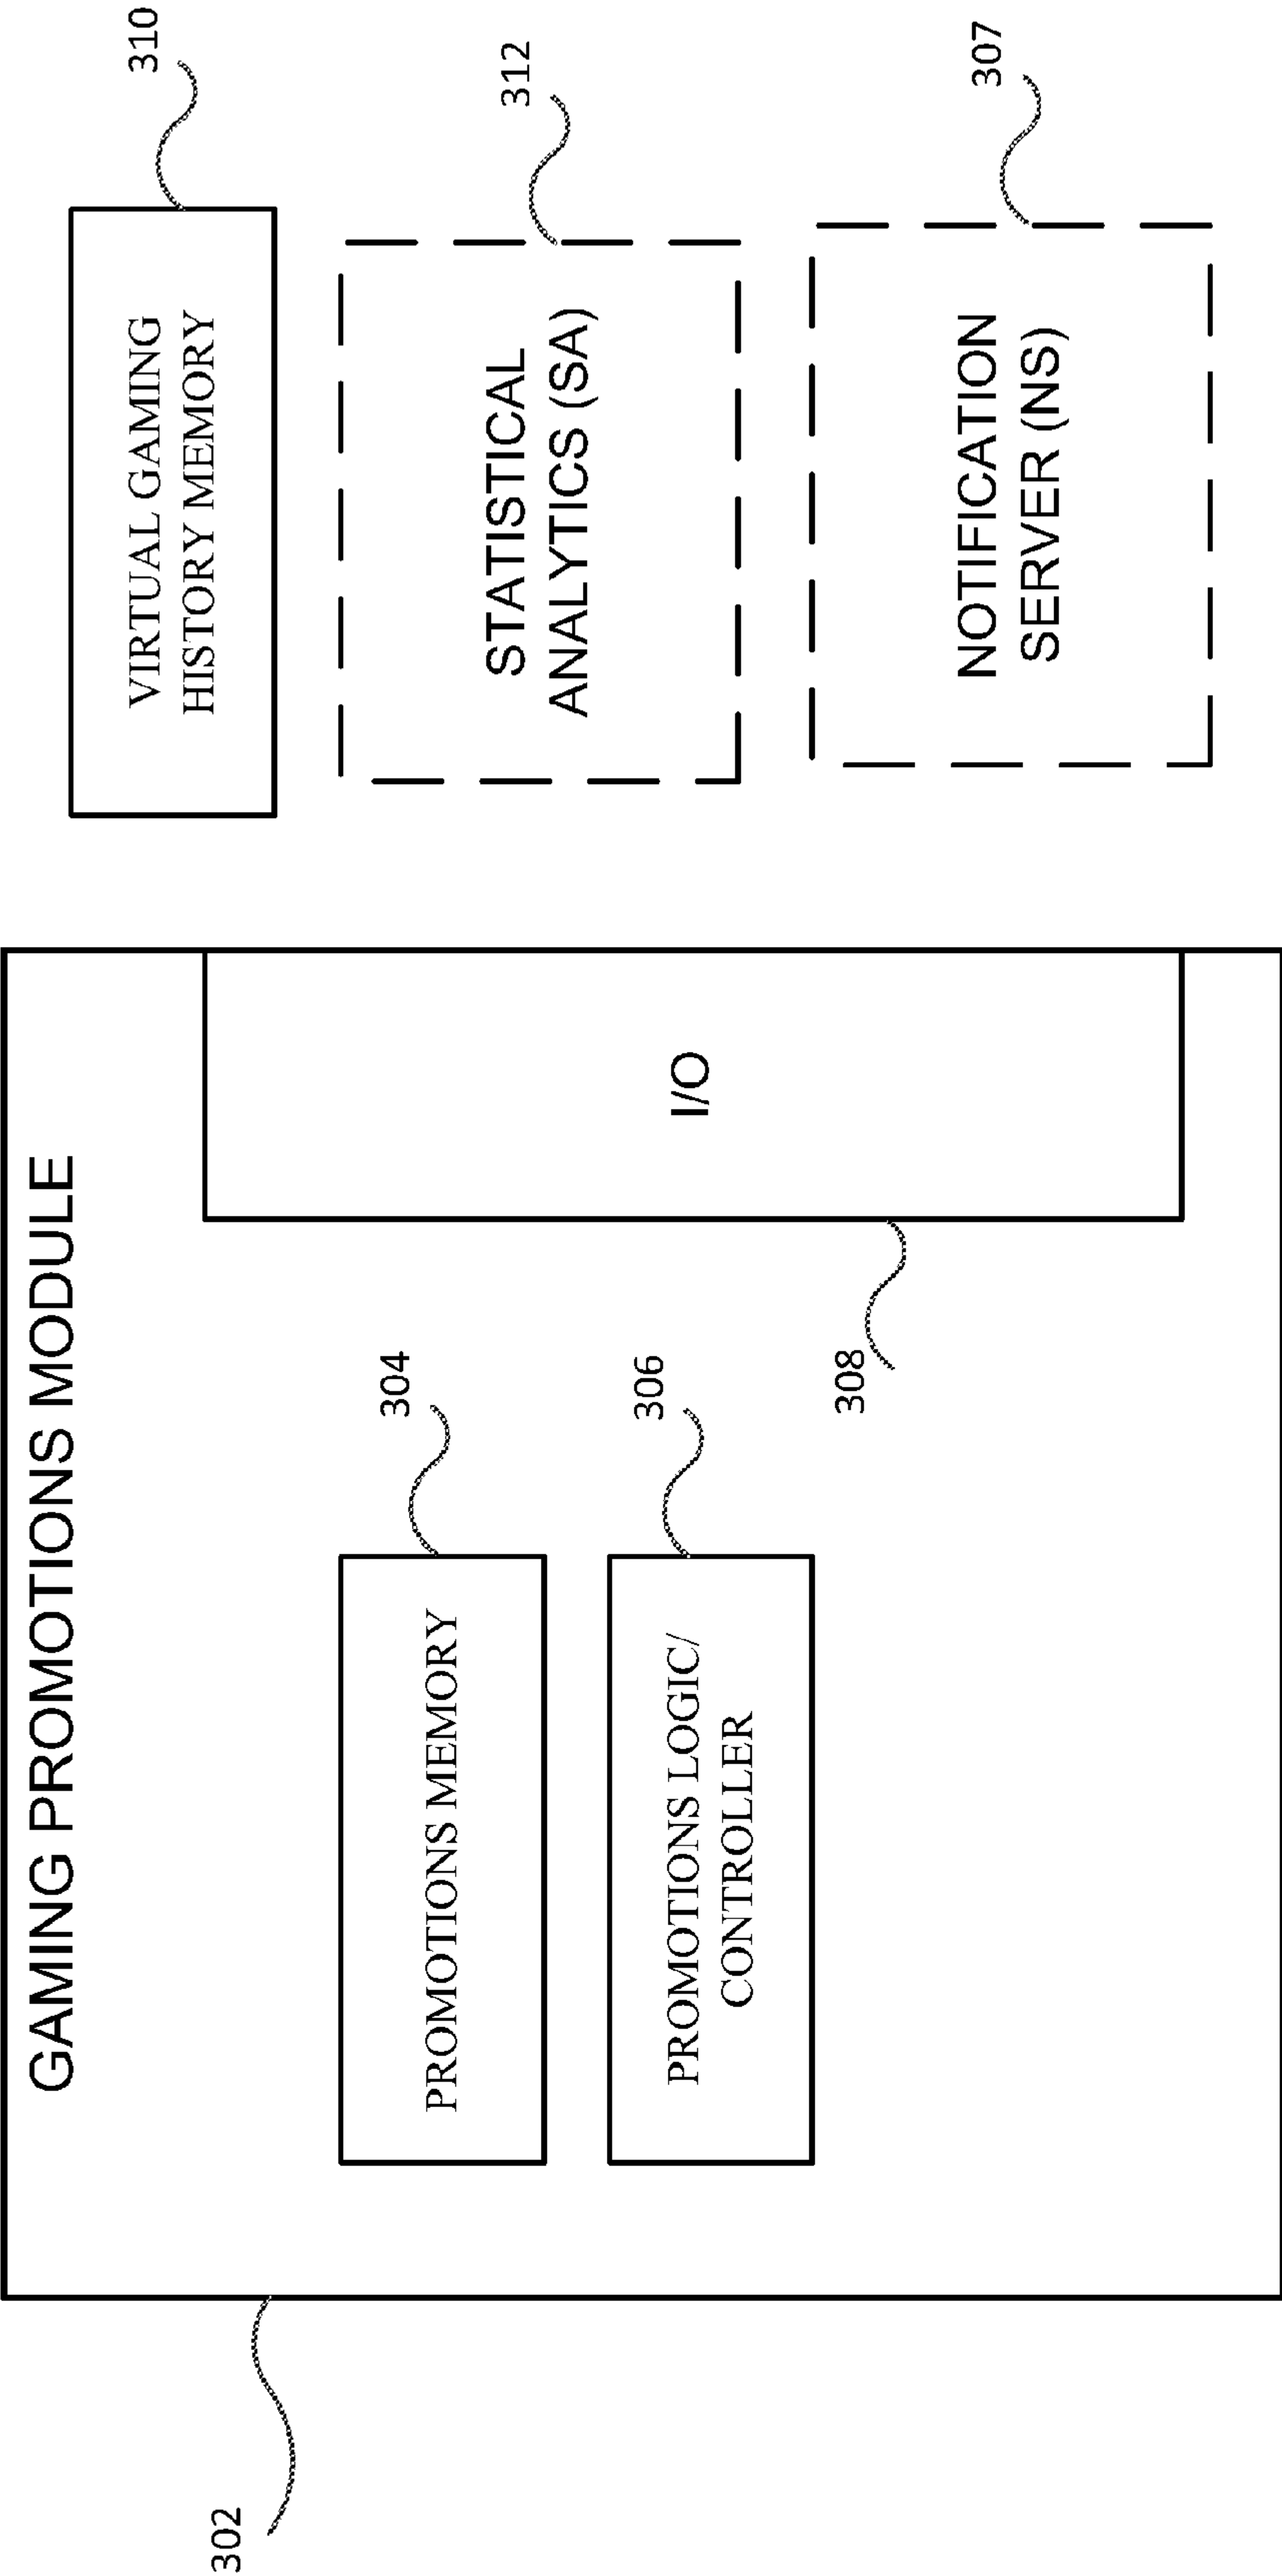 GAMING PROMOTIONS MODULE
302
PROMOTIONS MEMORY
304
PROMOTIONS LOGIC/
CONTROLLER
306
I/O
308
VIRTUAL GAMING
HISTORY MEMORY
310
STATISTICAL
ANALYTICS (SA)
312
NOTIFICATION
SERVER (NS)
307